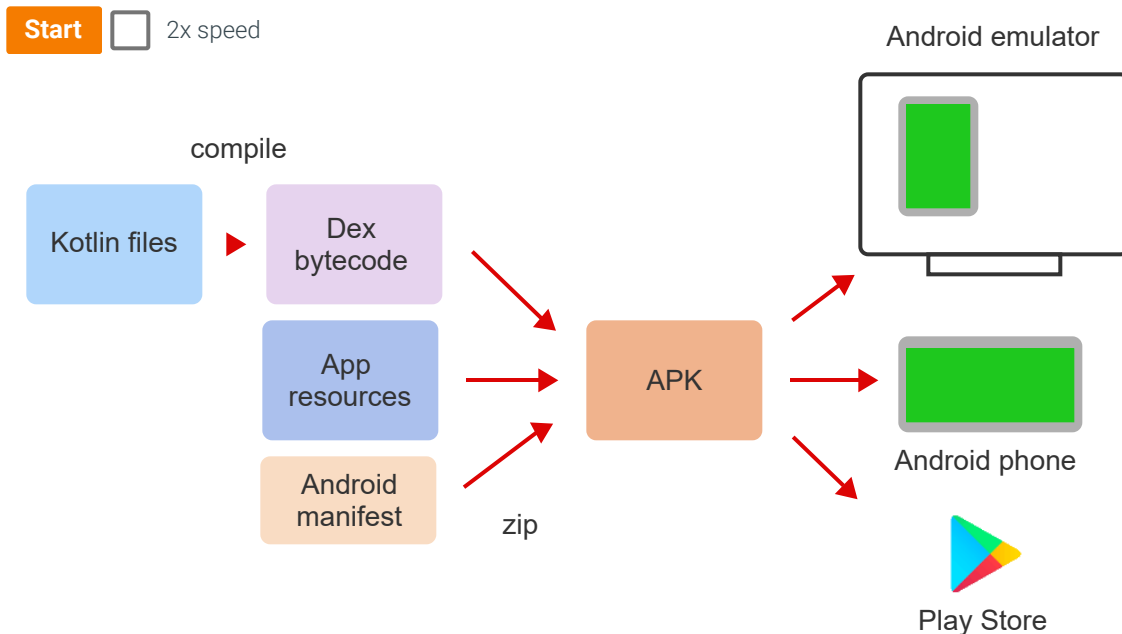 Start
2x speed
Android emulator
compile
Kotlin files
Dex
bytecode
App
resources
APK
Android
manifest
zip
Android phone
Play Store